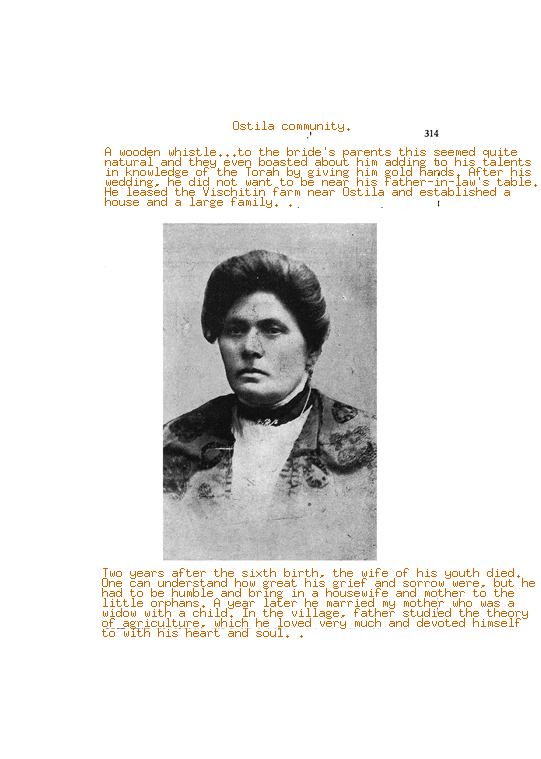 Ostila community.
314
A wooden whistle...to the bride's parents this seemed quite
natural and they even boasted about him adding to his talents
in knowledge of the Torah by giving him gold hands. After his
wedding, he did not want to be near his father-in-law's table.
He leased the Vischitin farm near Ostila and established a
house and a large family. . .
Two years after the sixth birth, the wife of his youth died.
One can understand how great his grief and sorrow were, but he
had to be humble and bring in a housewife and mother to the
little orphans. A year later he married my mother who was a
widow with a child. In the village, father studied the theory
of agriculture, which he loved very much and devoted himself
to with his heart and soul. .